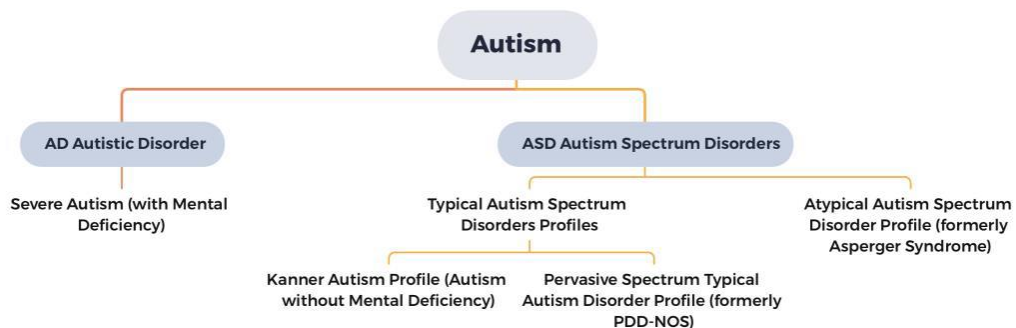 Autism
AD Autistic Disorder
ASD Autism Spectrum Disorders
Severe Autism (with Mental
Deficiency)
Typical Autism Spectrum
Disorders Profiles
Atypical Autism Spectrum
Disorder Profile (formerly
Asperger Syndrome)
Kanner Autism Profile (Autism
without Mental Deficiency)
Pervasive Spectrum Typical
Autism Disorder Profile (formerly
PDD-NOS)